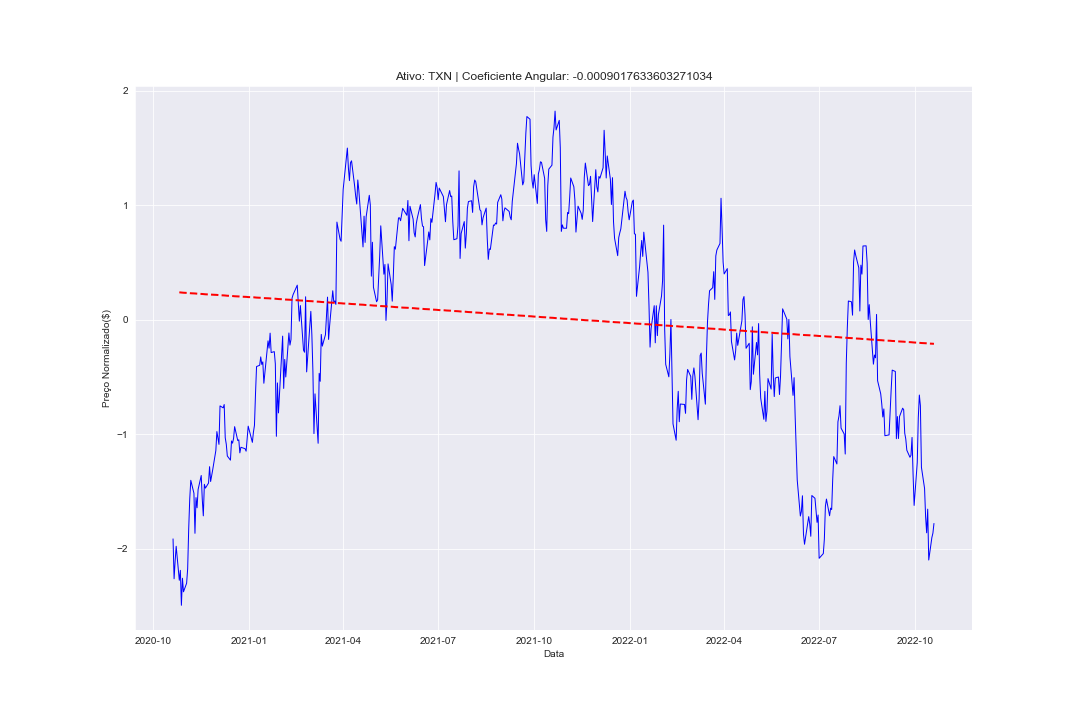 Ativo: TXN | Coeficiente Angular: -0.0009017633603271034
Preço Normalizado($)
2
1
0
−1
−2
2020-10 2021-01 2021-04 2021-07 2021-10 2022-01 2022-04 2022-07 2022-10
Data